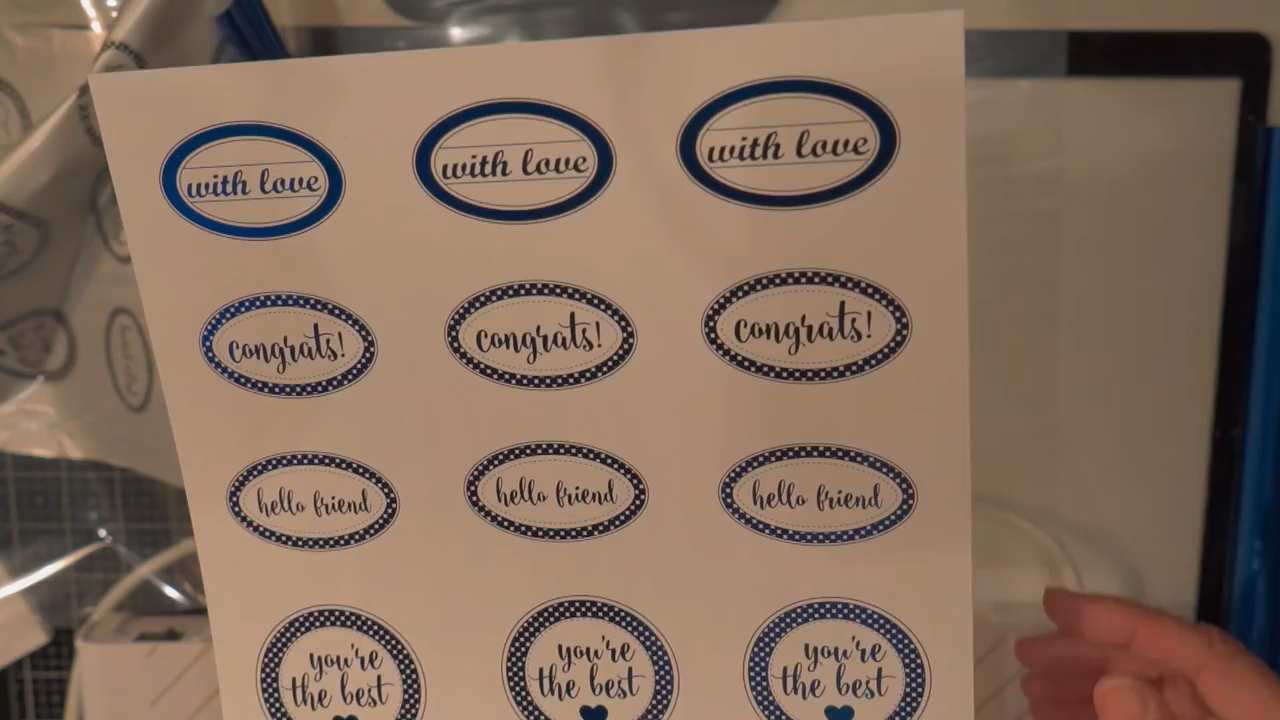 with love with love with love
congrats! congrats! congrats!
hello friend hello friend hello friend
you're you're you're
the best the best the best